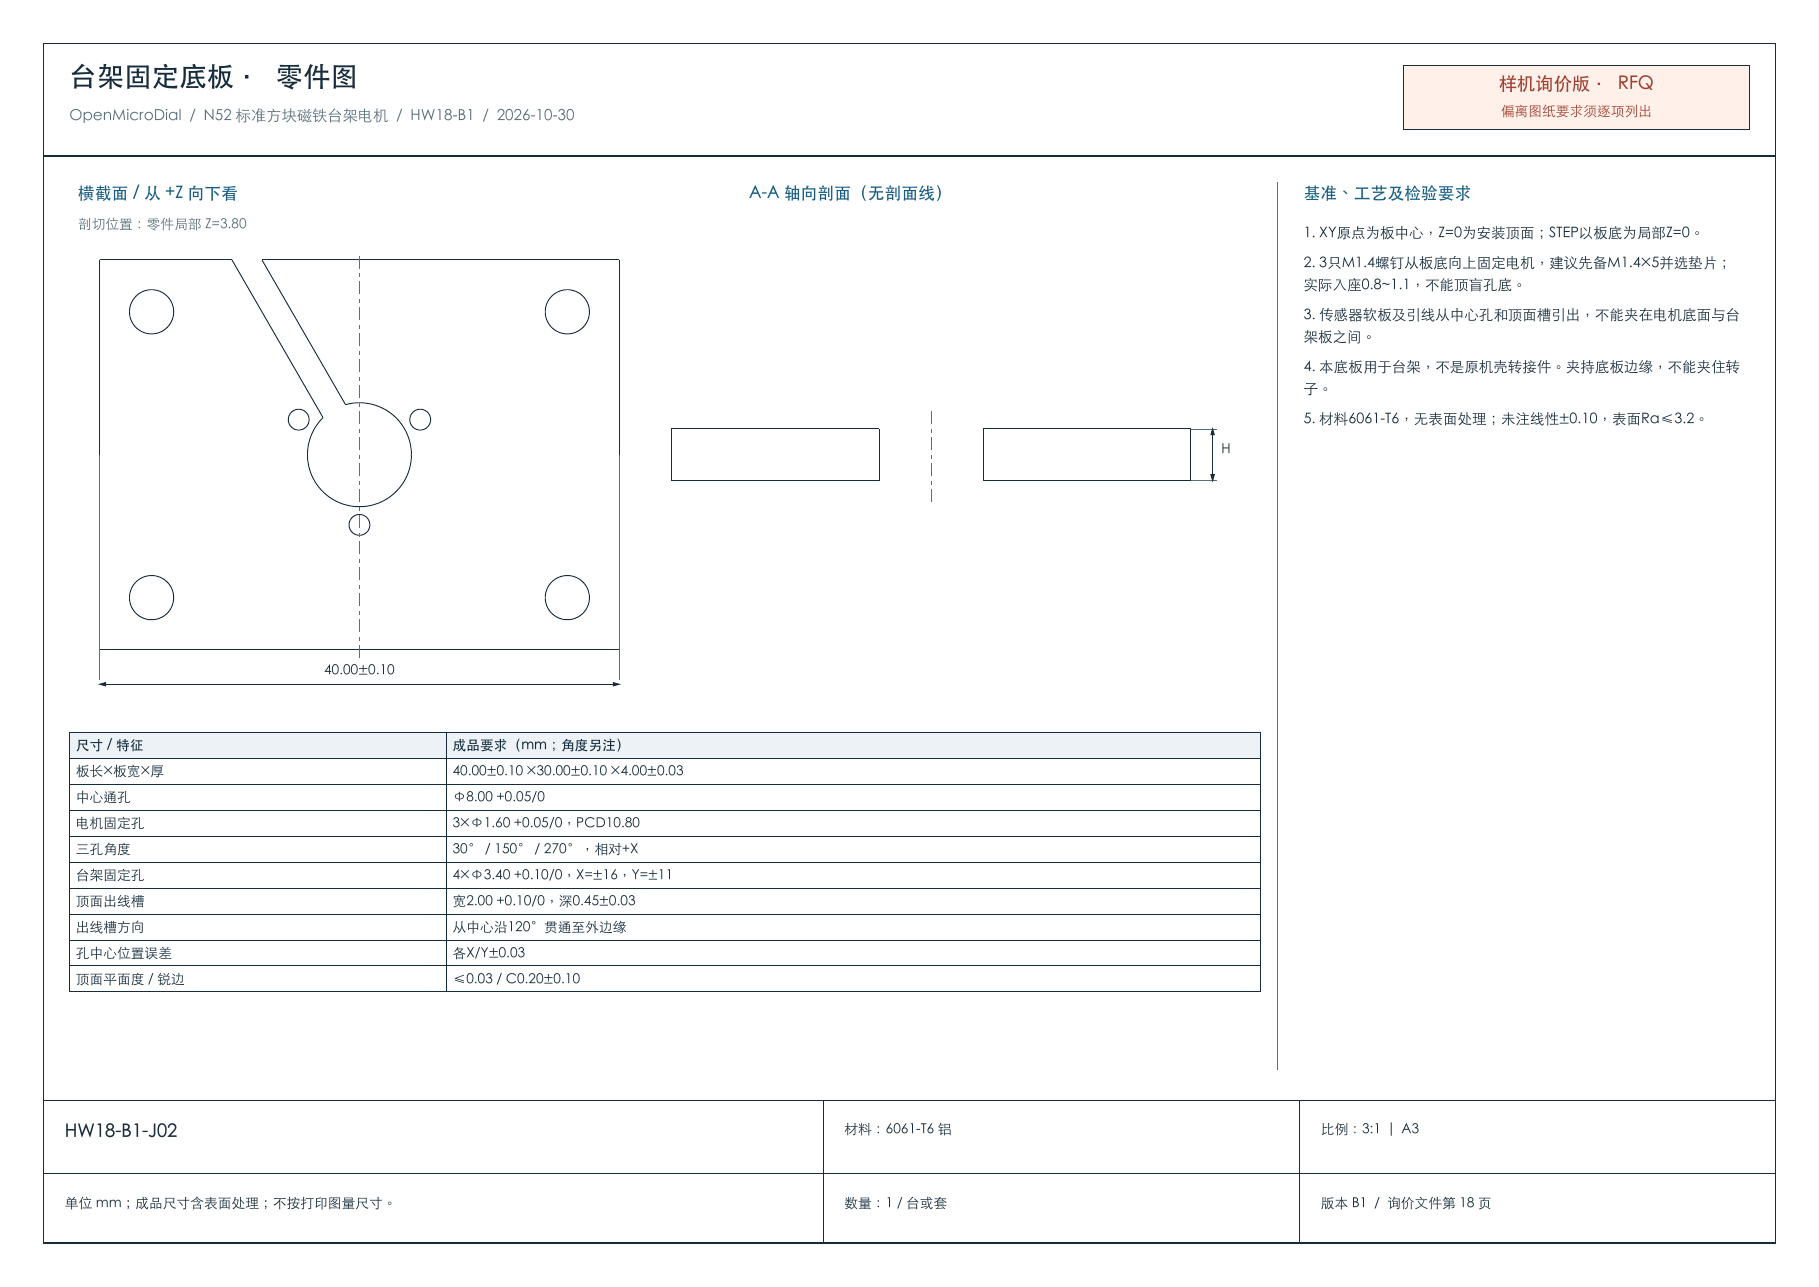 台架固定底板 · 零件图
OpenMicroDial / N52 标准方块磁铁台架电机 / HW18-B1 / 2026-10-30
样机询价版 · RFQ
偏离图纸要求须逐项列出
横截面 / 从 +Z 向下看
剖切位置：零件局部 Z=3.80
40.00±0.10
A-A 轴向剖面（无剖面线）
H
基准、工艺及检验要求
1. XY原点为板中心，Z=0为安装顶面；STEP以板底为局部Z=0。
2. 3只M1.4螺钉从板底向上固定电机，建议先备M1.4×5并选垫片；
实际入座0.8~1.1，不能顶盲孔底。
3. 传感器软板及引线从中心孔和顶面槽引出，不能夹在电机底面与台
架板之间。
4. 本底板用于台架，不是原机壳转接件。夹持底板边缘，不能夹住转
子。
5. 材料6061-T6，无表面处理；未注线性±0.10，表面Ra≤3.2。
尺寸 / 特征 成品要求（mm；角度另注）
板长×板宽×厚 40.00±0.10 ×30.00±0.10 ×4.00±0.03
中心通孔 Φ8.00 +0.05/0
电机固定孔 3×Φ1.60 +0.05/0，PCD10.80
三孔角度 30° / 150° / 270° ，相对+X
台架固定孔 4×Φ3.40 +0.10/0，X=±16，Y=±11
顶面出线槽 宽2.00 +0.10/0，深0.45±0.03
出线槽方向 从中心沿120° 贯通至外边缘
孔中心位置误差 各X/Y±0.03
顶面平面度 / 锐边 ≤0.03 / C0.20±0.10
HW18-B1-J02
材料：6061-T6 铝
比例：3:1 | A3
单位 mm；成品尺寸含表面处理；不按打印图量尺寸。
数量：1 / 台或套
版本 B1 / 询价文件第 18 页